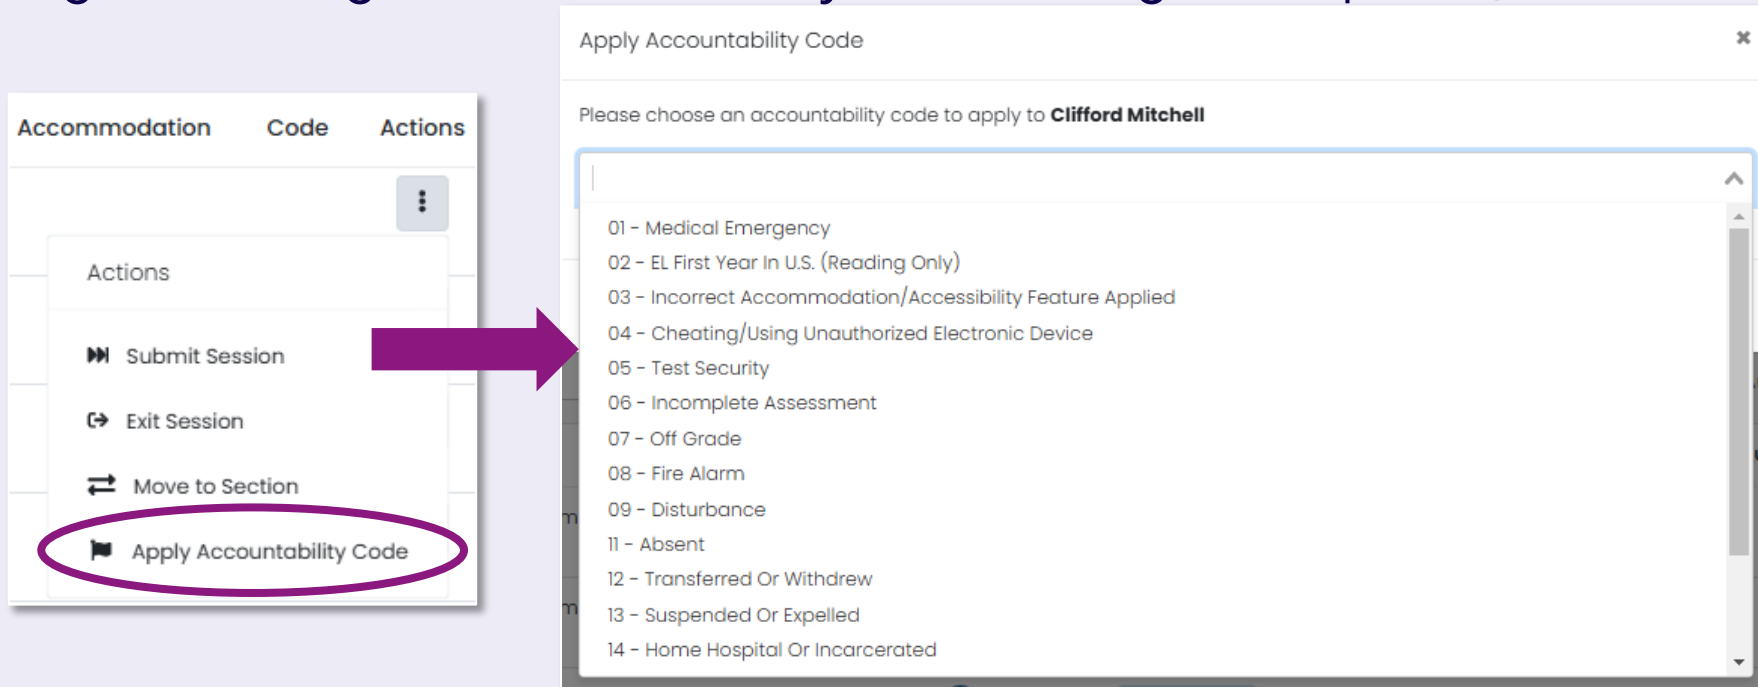 Accommodation Code Actions
Actions
Submit Session
Exit Session
Move to Section
Apply Accountability Code
Apply Accountability Code
Please choose an accountability code to apply to Clifford Mitchell
01 - Medical Emergency
02 - EL First Year In U.S. (Reading Only)
03 - Incorrect Accommodation/Accessibility Feature Applied
04 - Cheating/Using Unauthorized Electronic Device
05 - Test Security
06 - Incomplete Assessment
07 - Off Grade
08 - Fire Alarm
09 - Disturbance
11 - Absent
12 - Transferred Or Withdrew
13 - Suspended Or Expelled
14 - Home Hospital Or Incarcerated